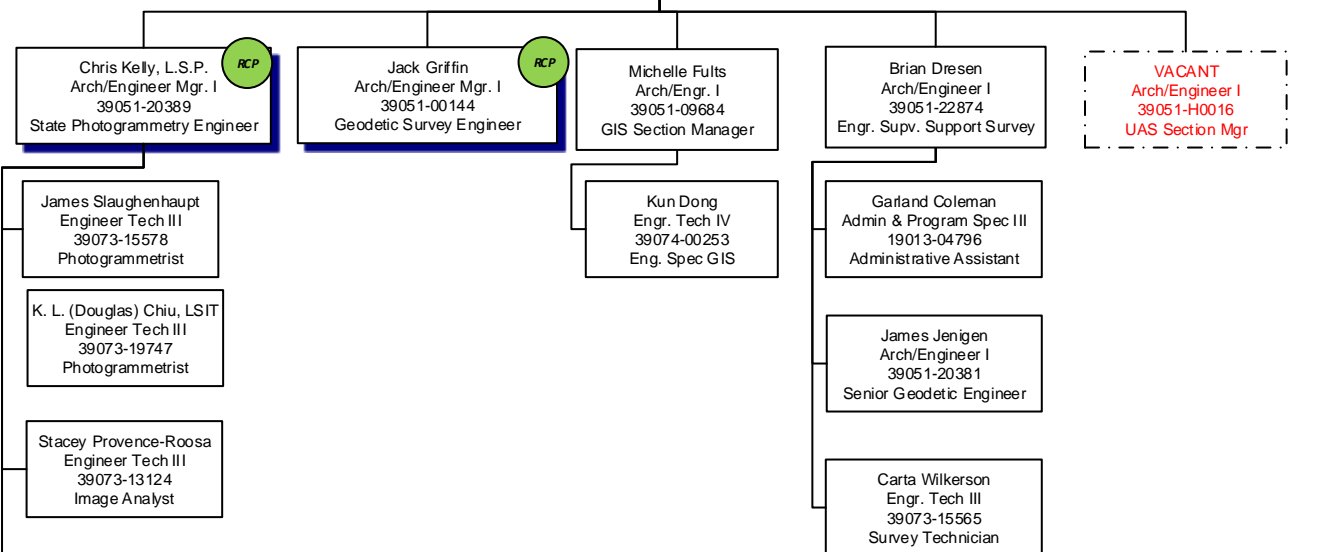 Chris Kelly, L.S.P.
Arch/Engineer Mgr. I
39051-20389
State Photogrammetry Engineer
RCP
Jack Griffin
Arch/Engineer Mgr. I
39051-00144
Geodetic Survey Engineer
RCP
Michelle Fults
Arch/Engr. I
39051-09684
GIS Section Manager
Brian Dresen
Arch/Engineer I
39051-22874
Engr. Supv. Support Survey
VACANT
Arch/Engineer I
39051-H0016
UAS Section Mgr
James Slaughenhaupt
Engineer Tech III
39073-15578
Photogrammetrist
K. L. (Douglas) Chiu, LSIT
Engineer Tech III
39073-19747
Photogrammetrist
Stacey Provence-Roosa
Engineer Tech III
39073-13124
Image Analyst
Kun Dong
Engr. Tech IV
39074-00253
Eng. Spec GIS
Garland Coleman
Admin & Program Spec III
19013-04796
Administrative Assistant
James Jenigen
Arch/Engineer I
39051-20381
Senior Geodetic Engineer
Carta Wilkerson
Engr. Tech III
39073-15565
Survey Technician